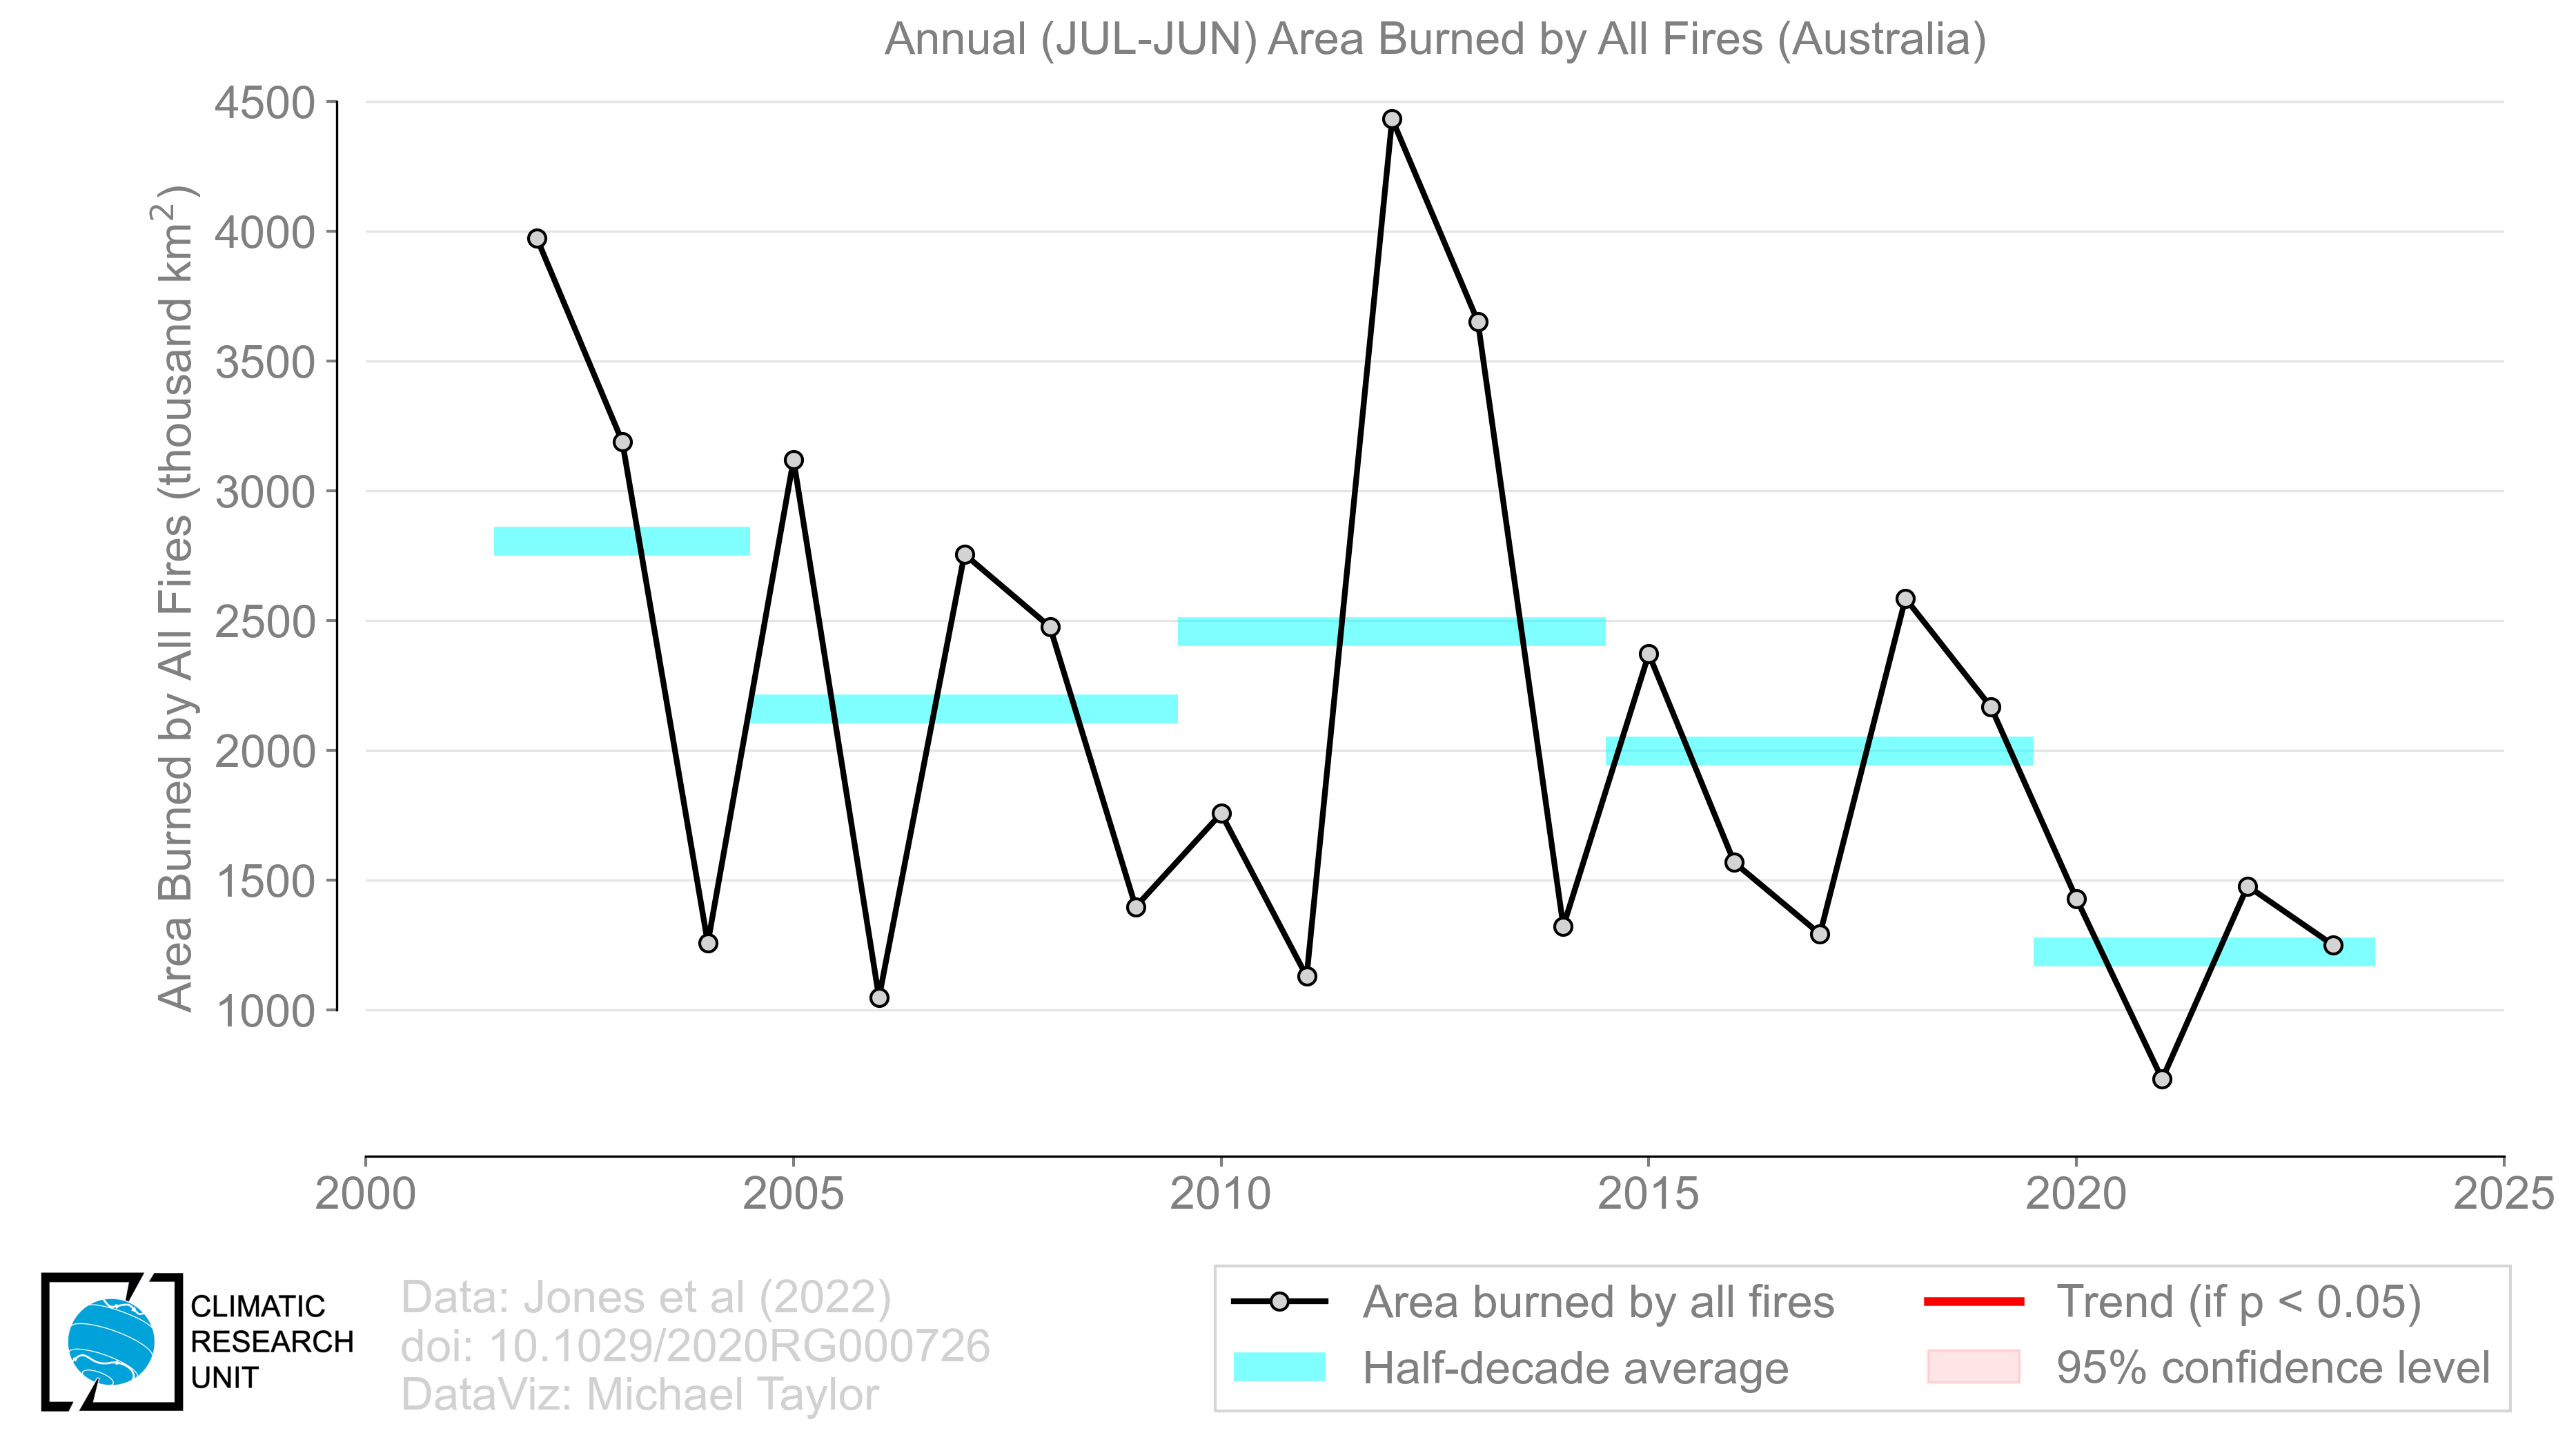 Annual (JUL-JUN) Area Burned by All Fires (Australia)
Area Burned by All Fires (thousand km²)
4500
4000
3500
3000
2500
2000
1500
1000
2000 2005 2010 2015 2020 2025
CLIMATIC
RESEARCH
UNIT
Data: Jones et al (2022)
doi: 10.1029/2020RG000726
DataViz: Michael Taylor
Area burned by all fires
Half-decade average
Trend (if p < 0.05)
95% confidence level